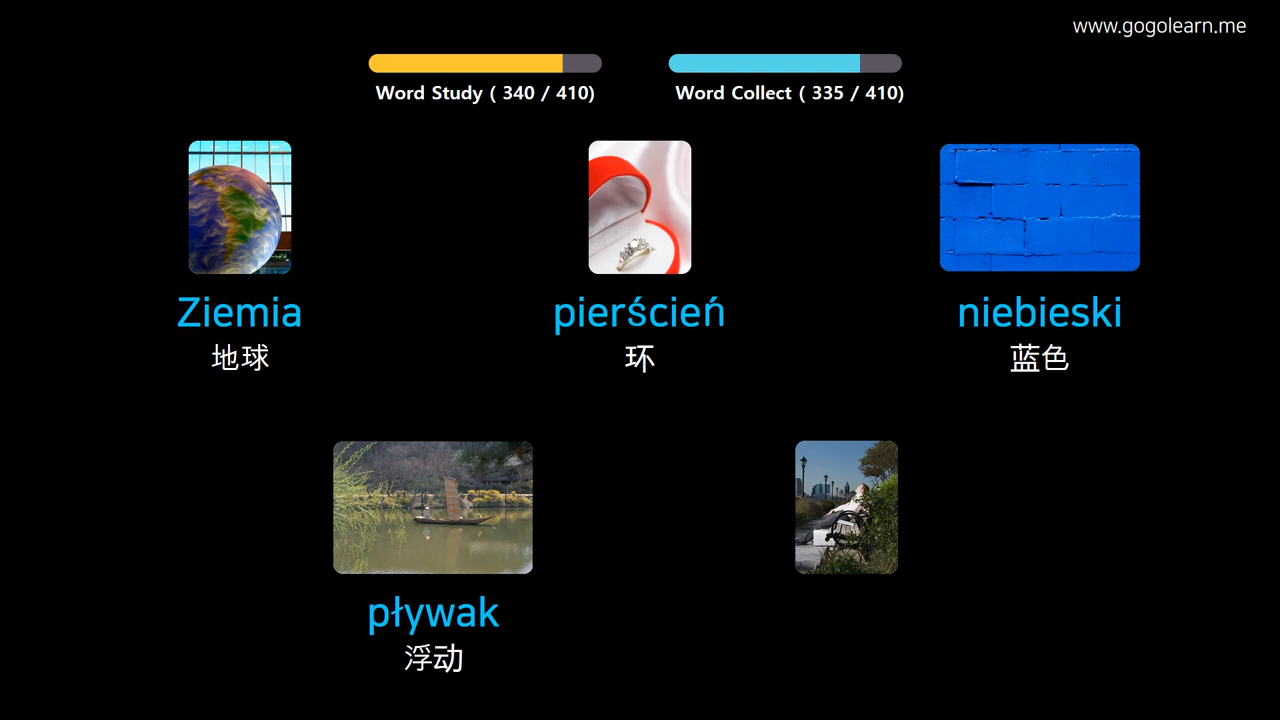 www.gogolearn.me
Word Study ( 340 / 410)
Word Collect ( 335 / 410)
Ziemia
地球
pierścień
环
niebieski
蓝色
pływak
浮动